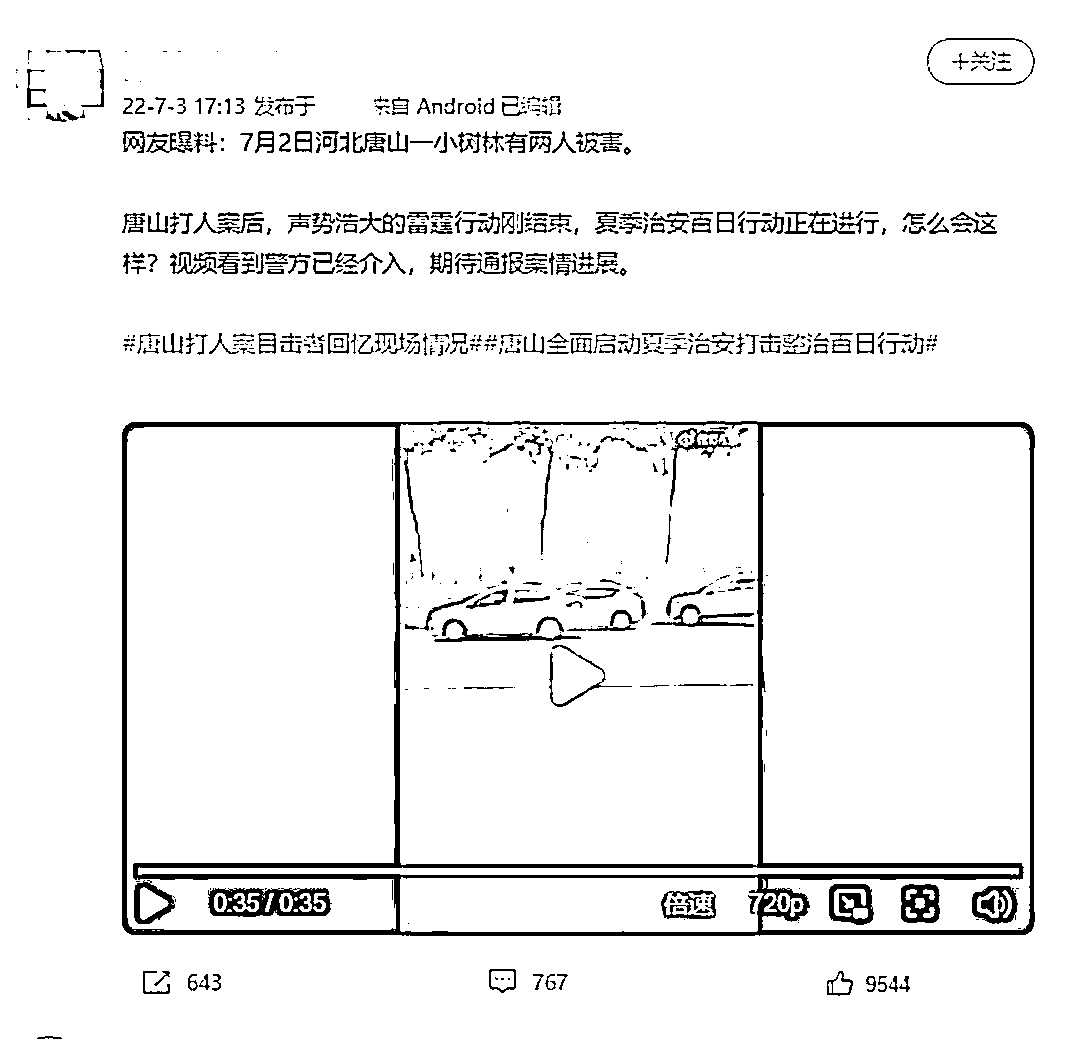 +关注
22-7-3 17:13 发布于 来自 Android 已编辑
网友曝料：7月2日河北唐山一小树林有两人被害。
唐山打人案后，声势浩大的雷霆行动刚结束，夏季治安百日行动正在进行，怎么会这
样？视频看到警方已经介入，期待通报案情进展。
#唐山打人案目击者回忆现场情况##唐山全面启动夏季治安打击整治百日行动#
0:35 / 0:35 倍速 720p
643 767 9544